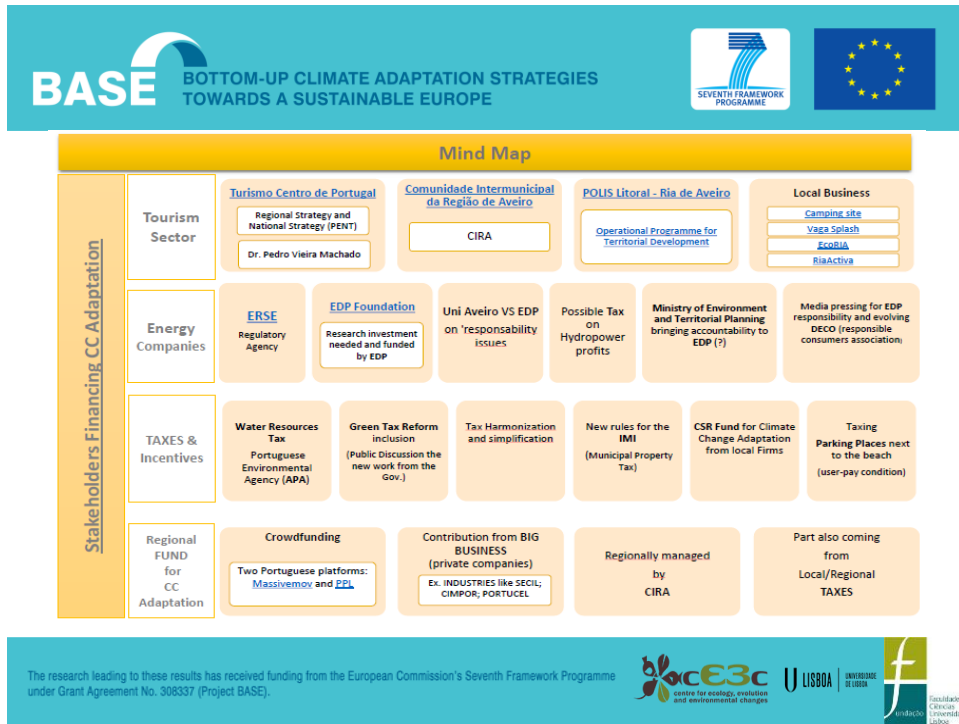 BASE
BOTTOM-UP CLIMATE ADAPTATION STRATEGIES
TOWARDS A SUSTAINABLE EUROPE
7
SEVENTH FRAMEWORK
PROGRAMME
Mind Map
Stakeholders Financing CC Adaptation
Tourism
Sector
Turismo Centro de Portugal
Regional Strategy and
National Strategy (PENT)
Dr. Pedro Vieira Machado
Comunidade Intermunicipal
da Região de Aveiro
CIRA
POLIS Litoral - Ria de Aveiro
Operational Programme for
Territorial Development
Local Business
Camping site
Vaga Splash
EcoRIA
RiaActiva
Energy
Companies
ERSE
Regulatory
Agency
EDP Foundation
Research investment
needed and funded
by EDP
Uni Aveiro VS EDP
on 'responsability
issues
Possible Tax
on
Hydropower
profits
Ministry of Environment
and Territorial Planning
bringing accountability to
EDP (?)
Media pressing for EDP
responsibility and evolving
DECO (responsible
consumers association)
TAXES &
Incentives
Water Resources
Tax
Portuguese
Environmental
Agency (APA)
Green Tax Reform
inclusion
(Public Discussion the
new work from the
Gov.)
Tax Harmonization
and simplification
New rules for the
IMI
(Municipal Property
Tax)
CSR Fund for Climate
Change Adaptation
from local Firms
Taxing
Parking Places next
to the beach
(user-pay condition)
Regional
FUND
for
CC
Adaptation
Crowdfunding
Two Portuguese platforms:
Massivemov and PPL
Contribution from BIG
BUSINESS
(private companies)
Ex. INDUSTRIES like SECIL;
CIMPOR; PORTUCEL
Regionally managed
by
CIRA
Part also coming
from
Local/Regional
TAXES
The research leading to these results has received funding from the European Commission's Seventh Framework Programme
under Grant Agreement No. 308337 (Project BASE).
cE3c
centre for ecology, evolution
and environmental changes
U LISBOA
UNIVERSIDADE
DE LISBOA
f
undação
Faculdade
Ciências
Universida
Lisboa